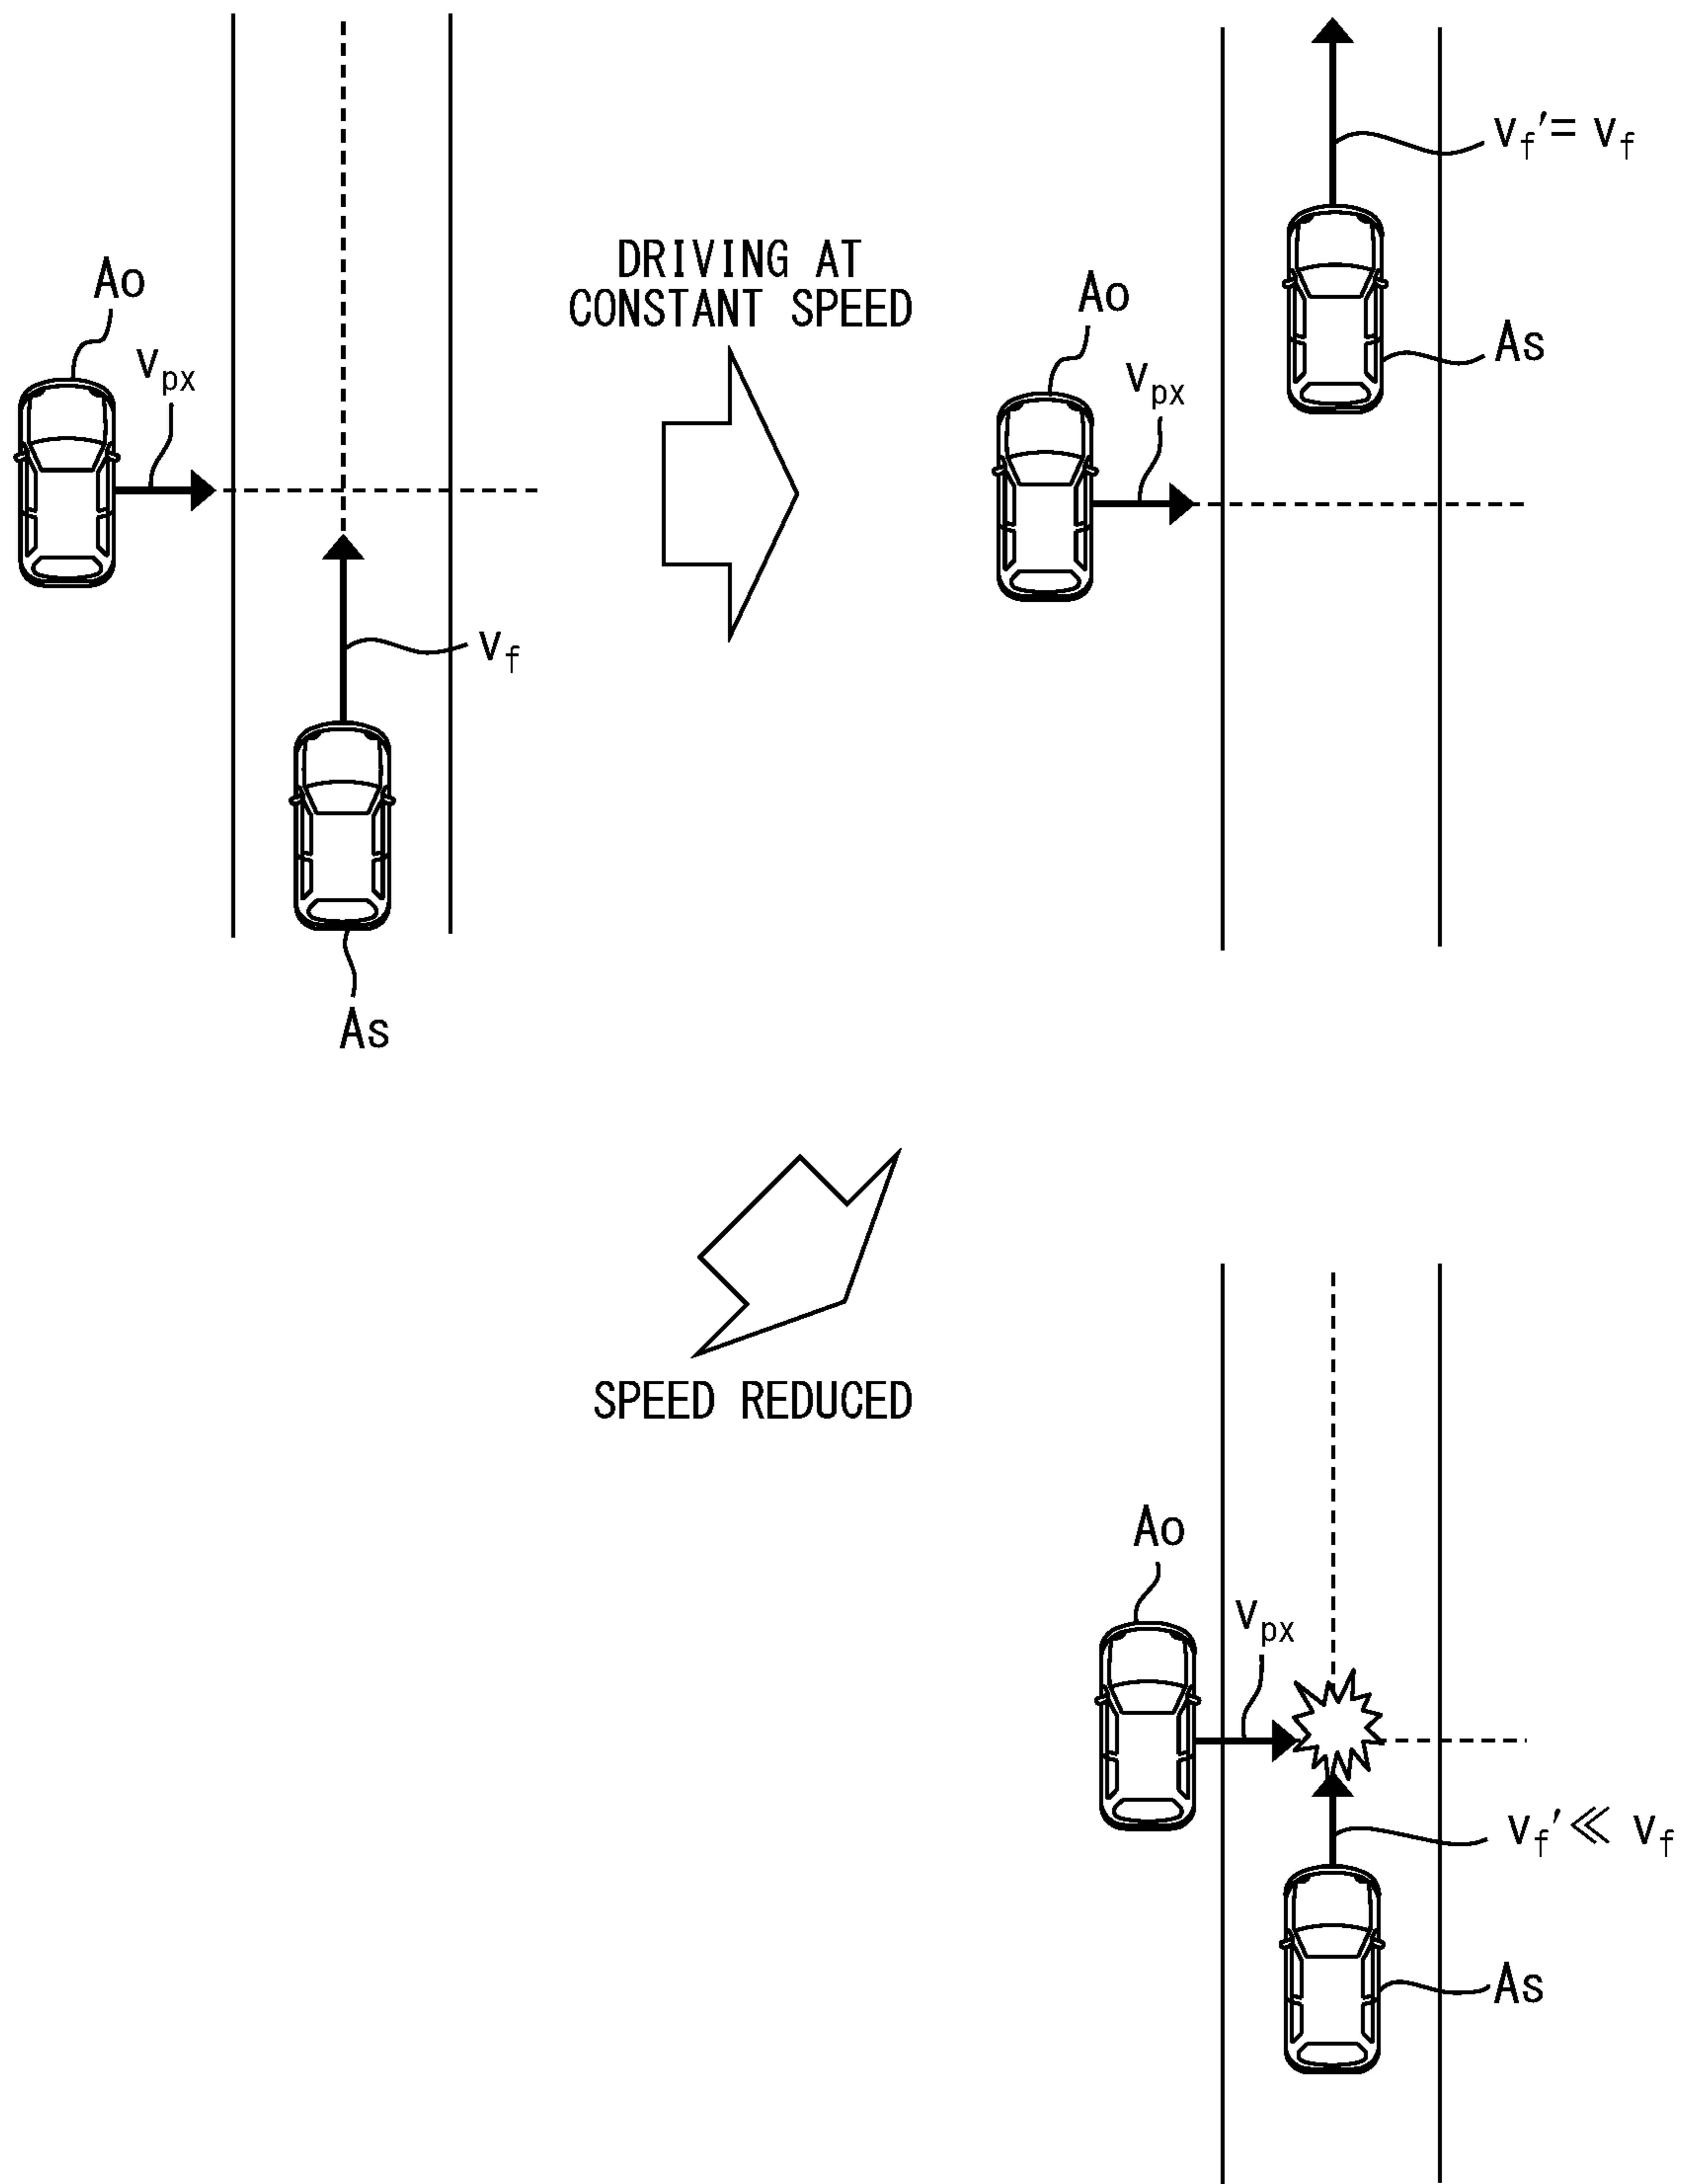 Ao
vpx
vf
As
DRIVING AT
CONSTANT SPEED
Ao
vpx
vf′= vf
As
SPEED REDUCED
Ao
vpx
vf′≪ vf
As